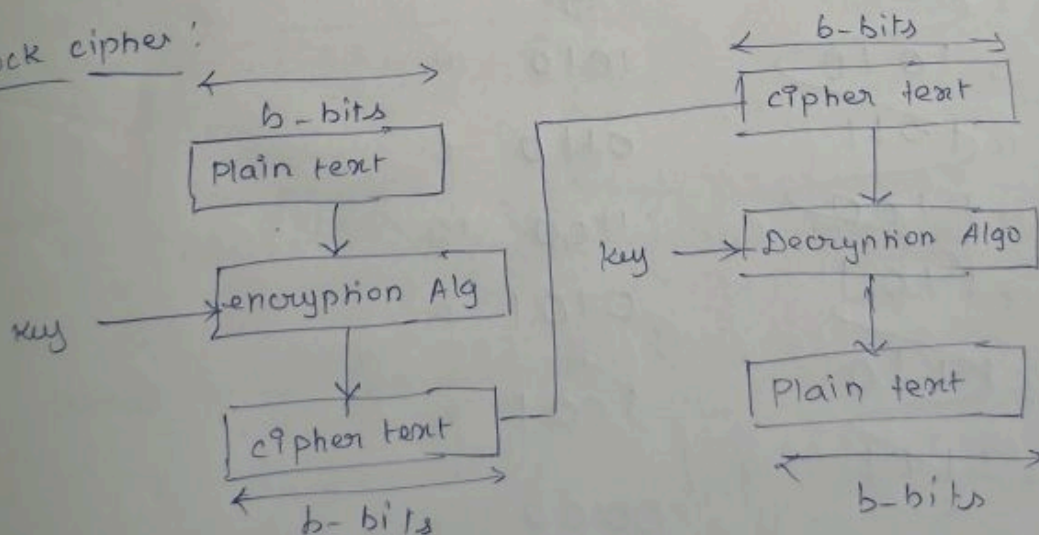 ock cipher:
b-bits
Plain text
key
encryption Alg
cipher text
b-bits
b-bits
cipher text
key
Decryption Algo
Plain text
b-bits